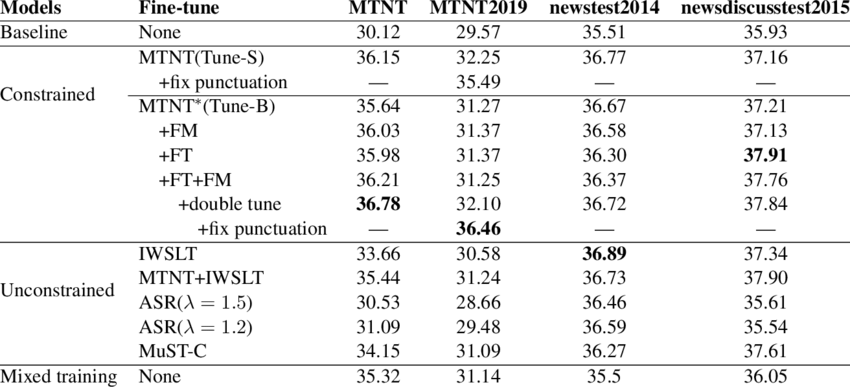 Models Fine-tune MTNT MTNT2019 newstest2014 newsdiscusstest2015
Baseline None 30.12 29.57 35.51 35.93
MTNT(Tune-S) 36.15 32.25 36.77 37.16
+fix punctuation — 35.49 — —
Constrained
MTNT*(Tune-B) 35.64 31.27 36.67 37.21
+FM 36.03 31.37 36.58 37.13
+FT 35.98 31.37 36.30 37.91
+FT+FM 36.21 31.25 36.37 37.76
+double tune 36.78 32.10 36.72 37.84
+fix punctuation — 36.46 — —
IWSLT 33.66 30.58 36.89 37.34
MTNT+IWSLT 35.44 31.24 36.73 37.90
Unconstrained
ASR(λ = 1.5) 30.53 28.66 36.46 35.61
ASR(λ = 1.2) 31.09 29.48 36.59 35.54
MuST-C 34.15 31.09 36.27 37.61
Mixed training None 35.32 31.14 35.5 36.05